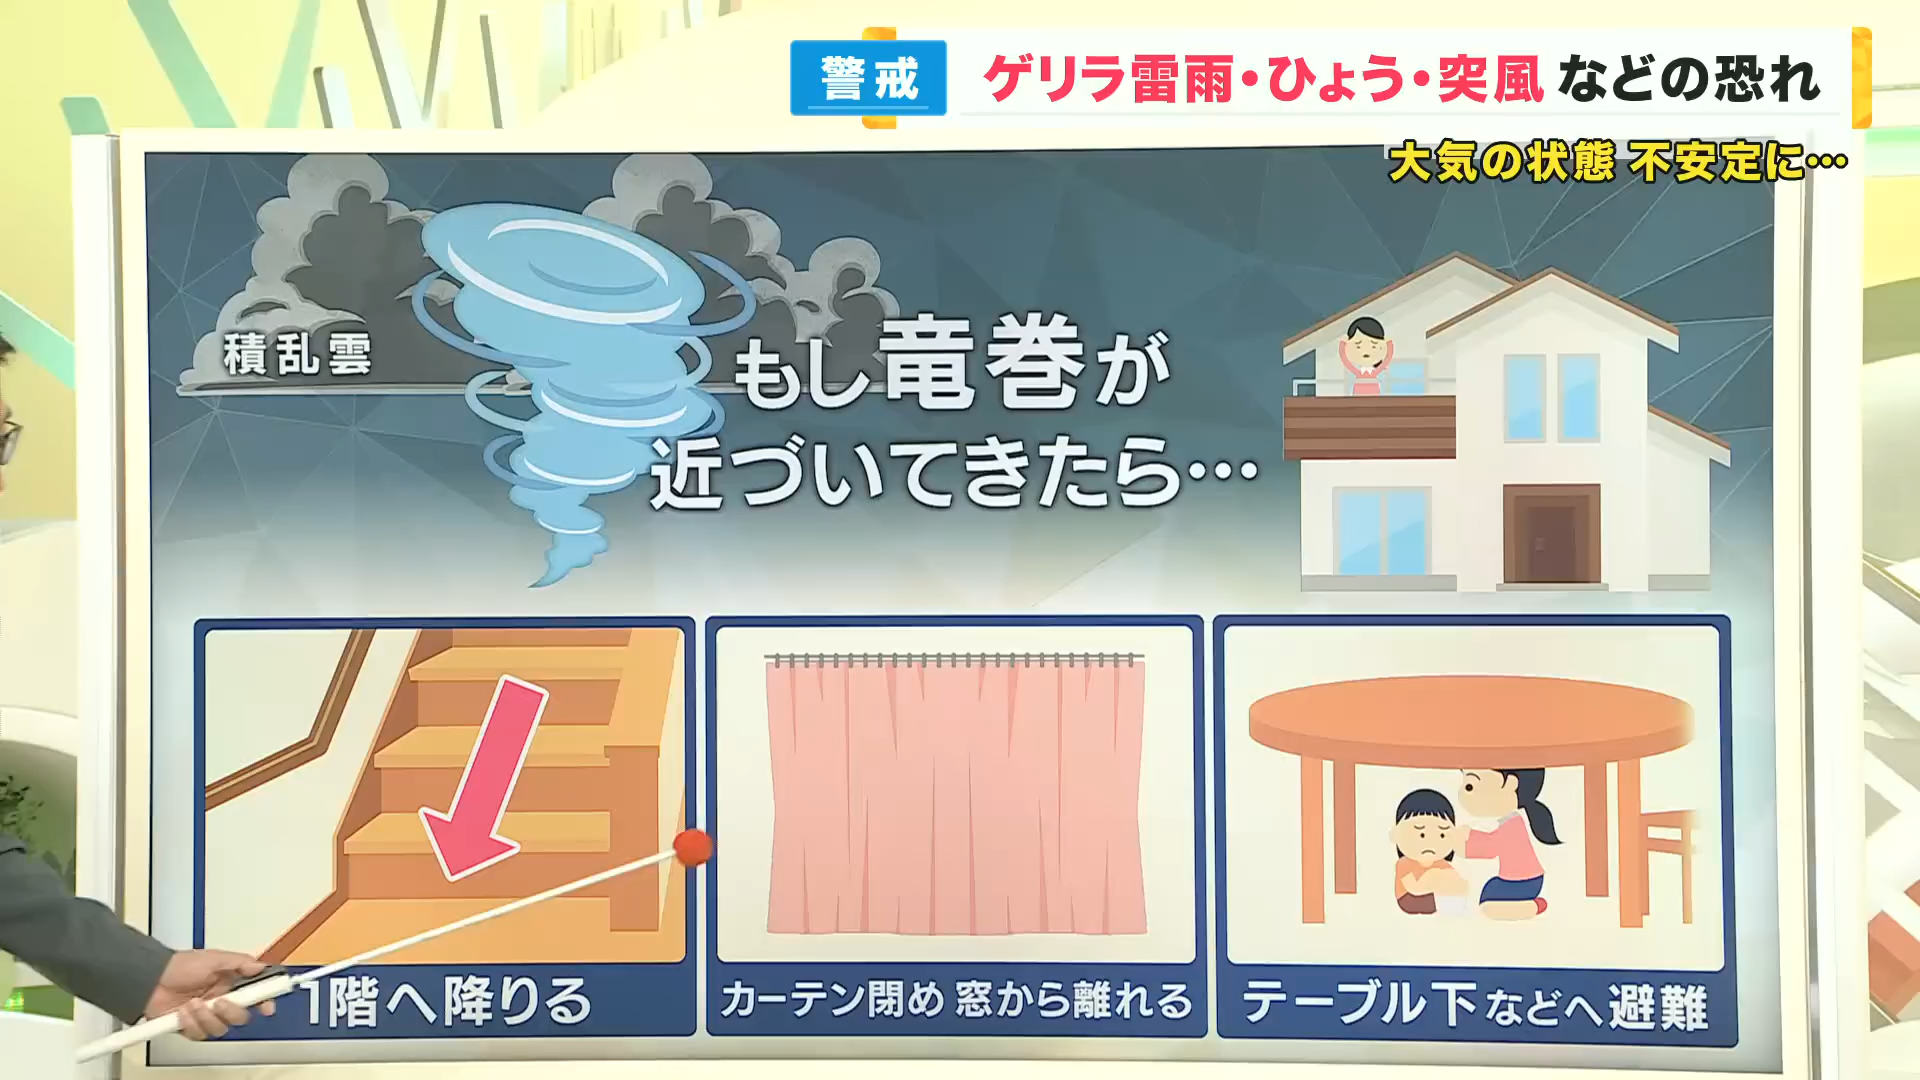 警戒
ゲリラ雷雨・ひょう・突風 などの恐れ
大気の状態 不安定に…
積乱雲
もし竜巻が
近づいてきたら…
1階へ降りる
カーテン閉め 窓から離れる
テーブル下などへ避難